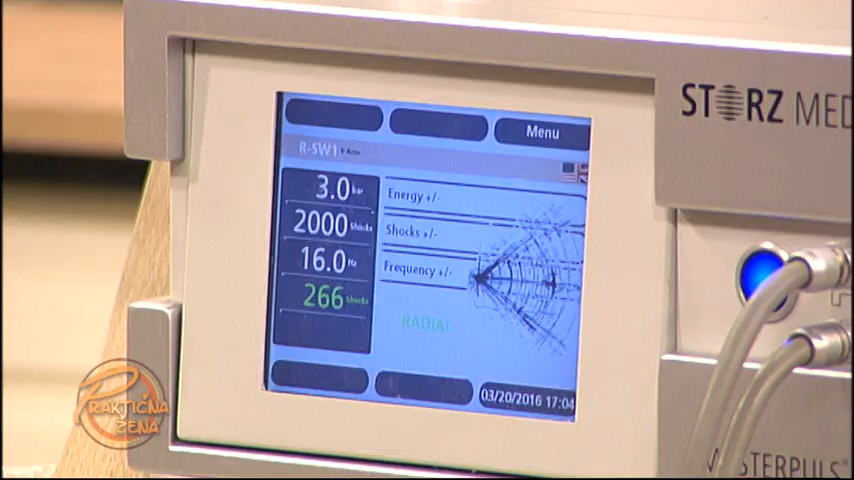 STORZ MED
Menu
R-SW1 V-Actor
3.0 bar
Energy +/-
2000 Shocks
Shocks +/-
16.0 Hz
Frequency +/-
266 Shocks
RADIAL
03/20/2016 17:04
PRAKTIČNA
ŽENA
STERPULS